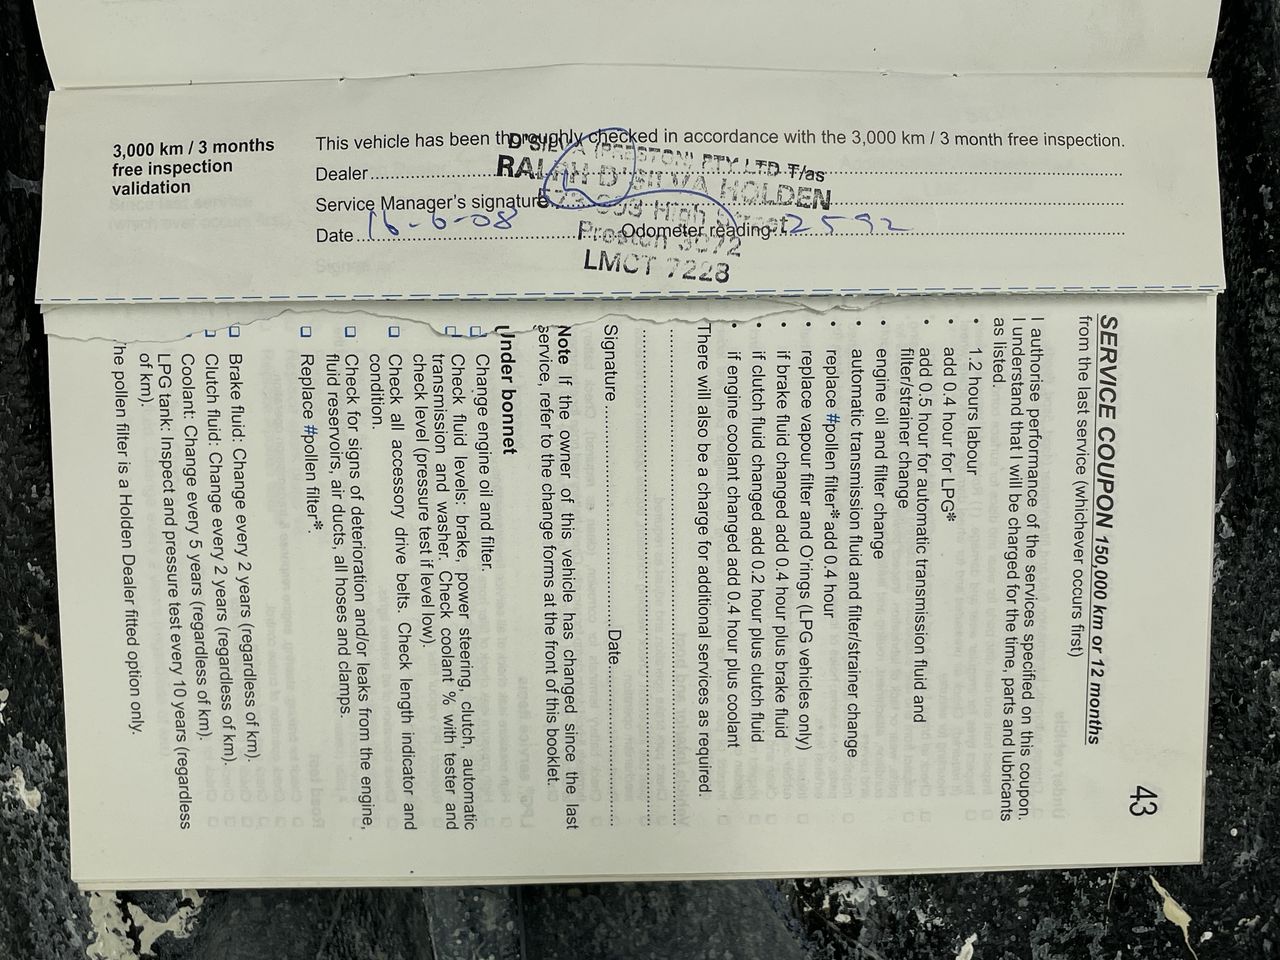 3,000 km / 3 months
free inspection
validation
This vehicle has been thoroughly checked in accordance with the 3,000 km / 3 month free inspection.
Dealer
Service Manager's signature
Date 16-6-08 Odometer reading 2592
D'SILVA (PRESTON) PTY LTD T/as
RALPH D'SILVA HOLDEN
High Street
Preston 3072
LMCT 7228
43
SERVICE COUPON 150,000 km or 12 months
from the last service (whichever occurs first)
I authorise performance of the services specified on this coupon.
I understand that I will be charged for the time, parts and lubricants
as listed.
• 1.2 hours labour
• add 0.4 hour for LPG*
• add 0.5 hour for automatic transmission fluid and
filter/strainer change
• engine oil and filter change
• automatic transmission fluid and filter/strainer change
• replace #pollen filter* add 0.4 hour
• replace vapour filter and O'rings (LPG vehicles only)
• if brake fluid changed add 0.4 hour plus brake fluid
• if clutch fluid changed add 0.2 hour plus clutch fluid
• if engine coolant changed add 0.4 hour plus coolant
There will also be a charge for additional services as required.
Signature Date
Note If the owner of this vehicle has changed since the last
service, refer to the change forms at the front of this booklet.
Under bonnet
Change engine oil and filter.
Check fluid levels: brake, power steering, clutch, automatic
transmission and washer. Check coolant % with tester and
check level (pressure test if level low).
Check all accessory drive belts. Check length indicator and
condition.
Check for signs of deterioration and/or leaks from the engine,
fluid reservoirs, air ducts, all hoses and clamps.
Replace #pollen filter*.
Brake fluid: Change every 2 years (regardless of km).
Clutch fluid: Change every 2 years (regardless of km).
Coolant: Change every 5 years (regardless of km).
LPG tank: Inspect and pressure test every 10 years (regardless
of km).
he pollen filter is a Holden Dealer fitted option only.